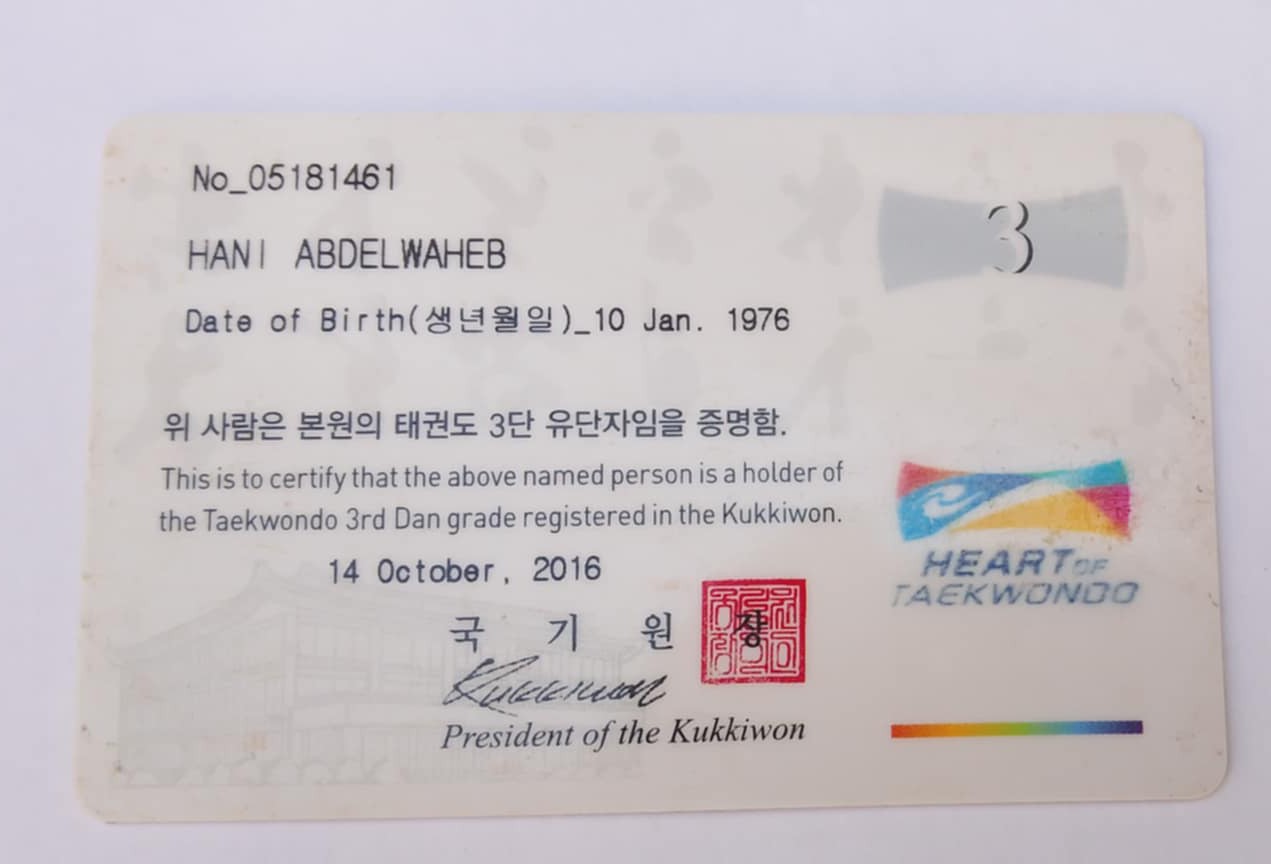 No_05181461
3
HANI ABDELWAHEB
Date of Birth(생년월일)_10 Jan. 1976
위 사람은 본원의 태권도 3단 유단자임을 증명함.
This is to certify that the above named person is a holder of
the Taekwondo 3rd Dan grade registered in the Kukkiwon.
14 October, 2016
HEART OF
TAEKWONDO
국 기 원 장
Kukkiwon
President of the Kukkiwon